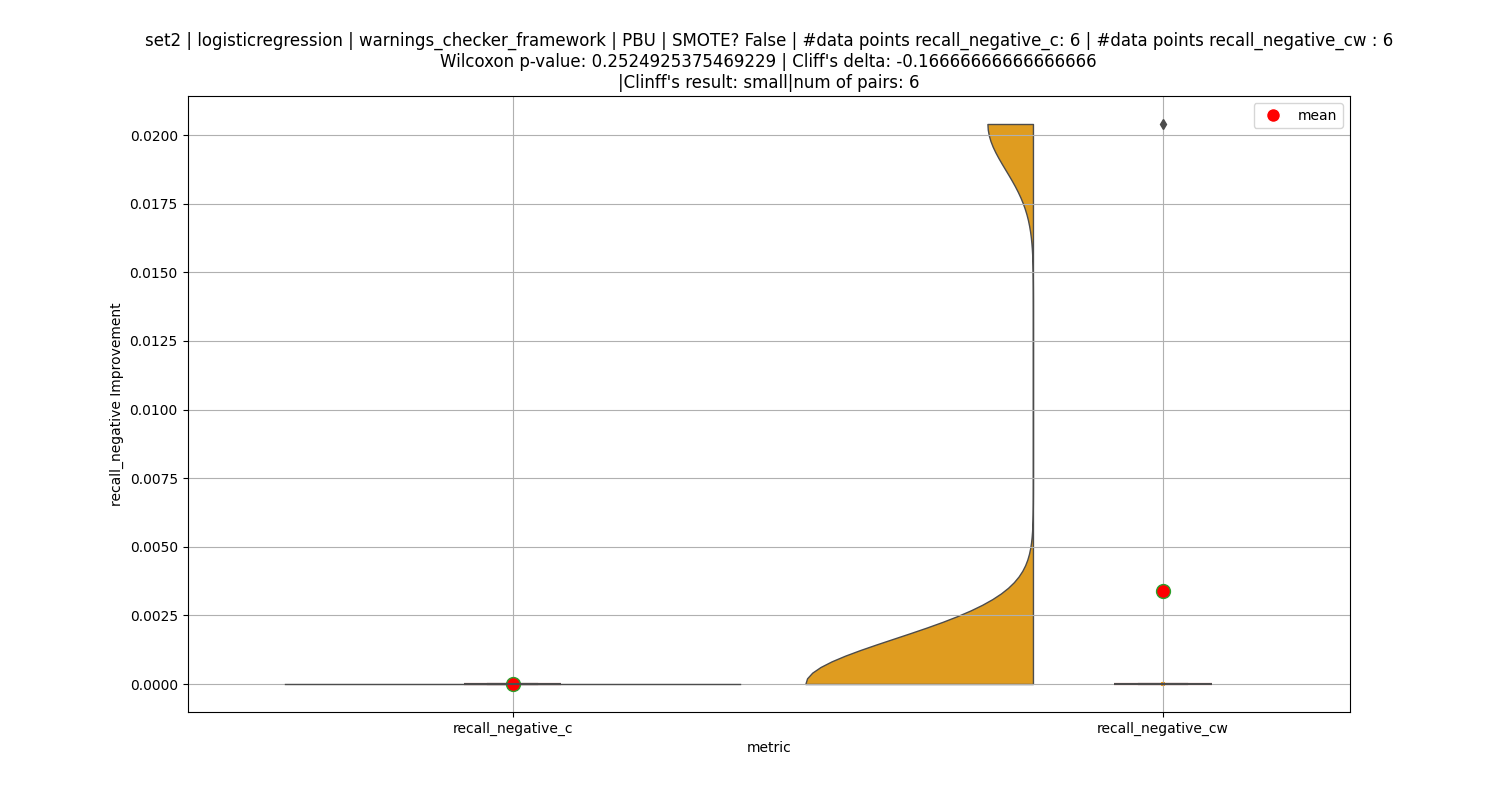 set2 | logisticregression | warnings_checker_framework | PBU | SMOTE? False | #data points recall_negative_c: 6 | #data points recall_negative_cw : 6
Wilcoxon p-value: 0.2524925375469229 | Cliff's delta: -0.16666666666666666
|Clinff's result: small|num of pairs: 6
mean
0.0200
0.0175
0.0150
0.0125
0.0100
0.0075
0.0050
0.0025
0.0000
recall_negative Improvement
recall_negative_c
recall_negative_cw
metric